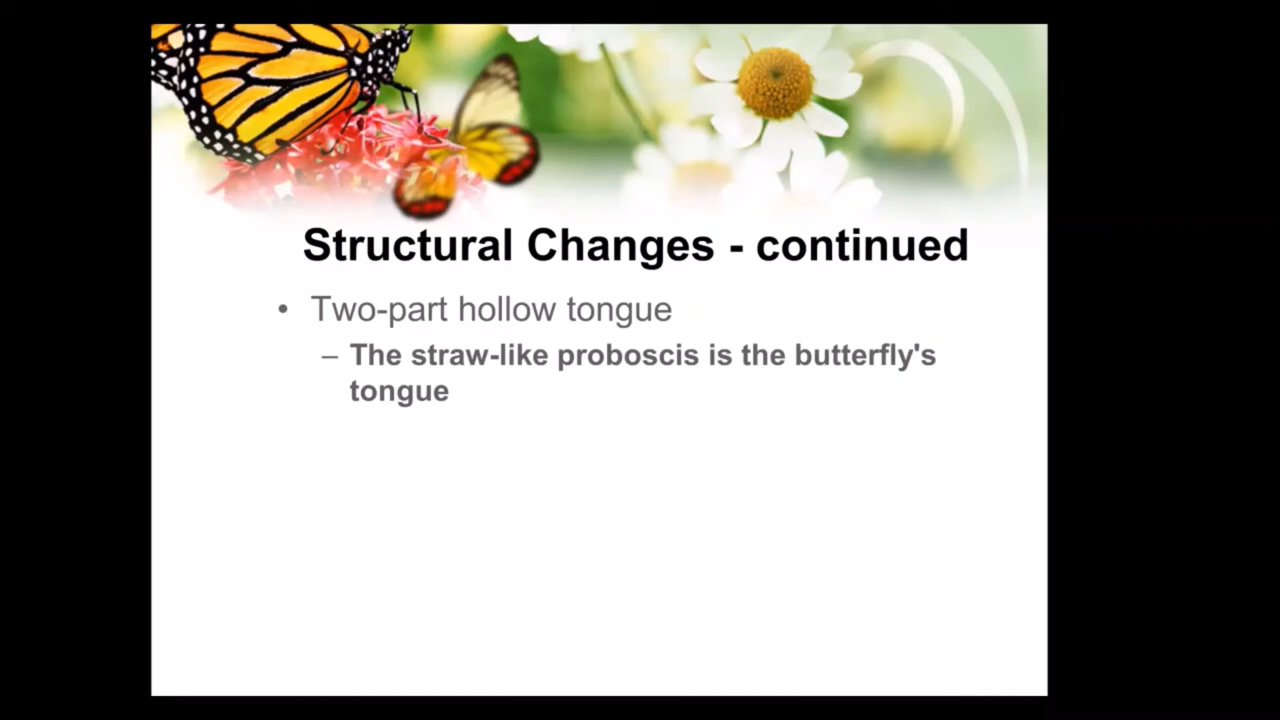 Structural Changes - continued
• Two-part hollow tongue
– The straw-like proboscis is the butterfly's
tongue